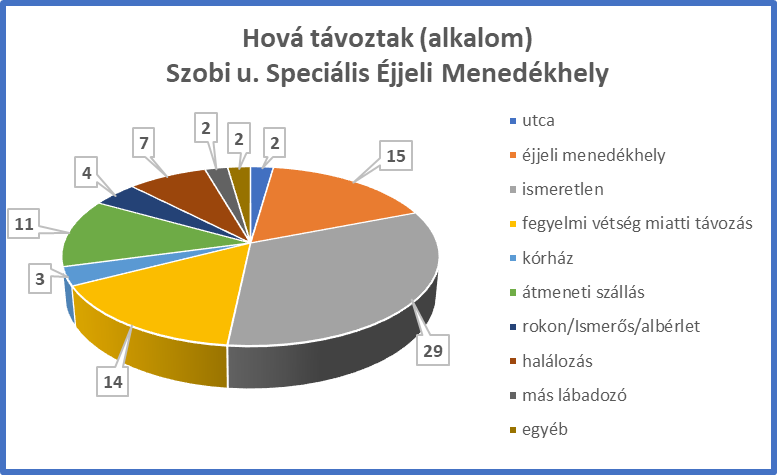 Hová távoztak (alkalom)
Szobi u. Speciális Éjjeli Menedékhely
2
15
29
14
3
11
4
7
2
2
utca
éjjeli menedékhely
ismeretlen
fegyelmi vétség miatti távozás
kórház
átmeneti szállás
rokon/Ismerős/albérlet
halálozás
más lábadozó
egyéb